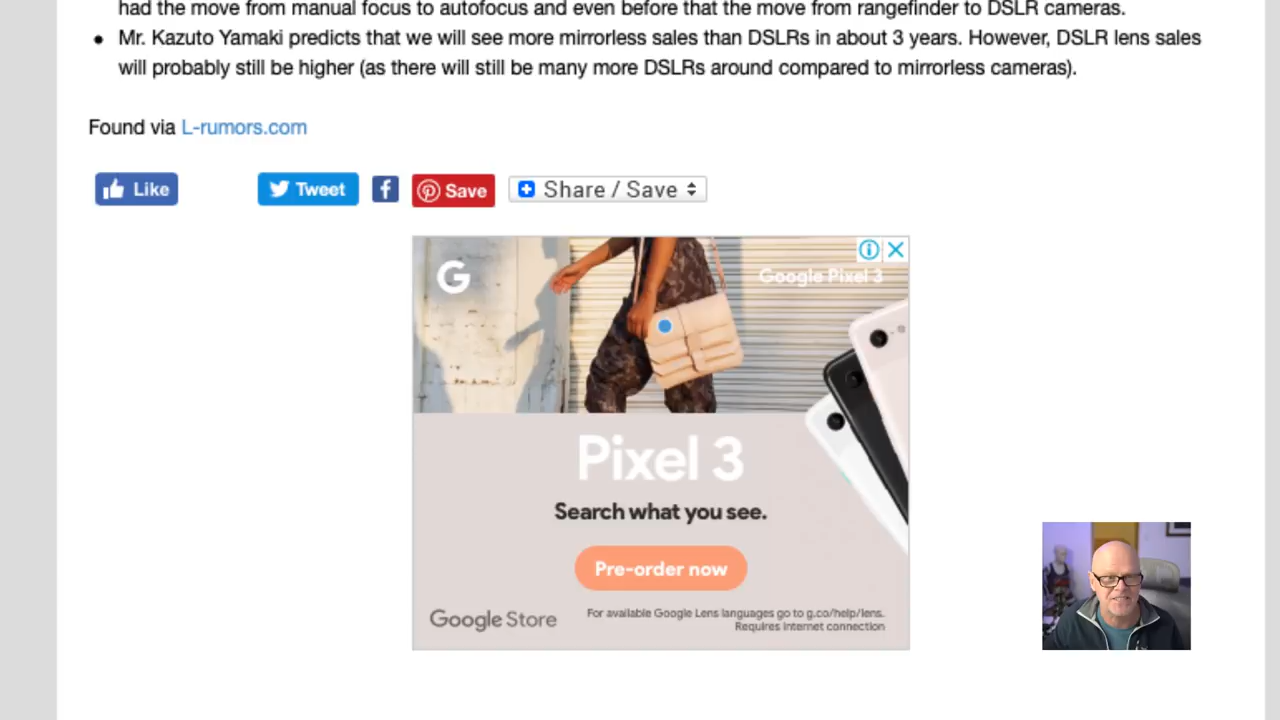 had the move from manual focus to autofocus and even before that the move from rangefinder to DSLR cameras.
• Mr. Kazuto Yamaki predicts that we will see more mirrorless sales than DSLRs in about 3 years. However, DSLR lens sales
will probably still be higher (as there will still be many more DSLRs around compared to mirrorless cameras).
Found via L-rumors.com
Like Tweet f Save Share / Save
G
Google Pixel 3
Pixel 3
Search what you see.
Pre-order now
Google Store
For available Google Lens languages go to g.co/help/lens.
Requires internet connection